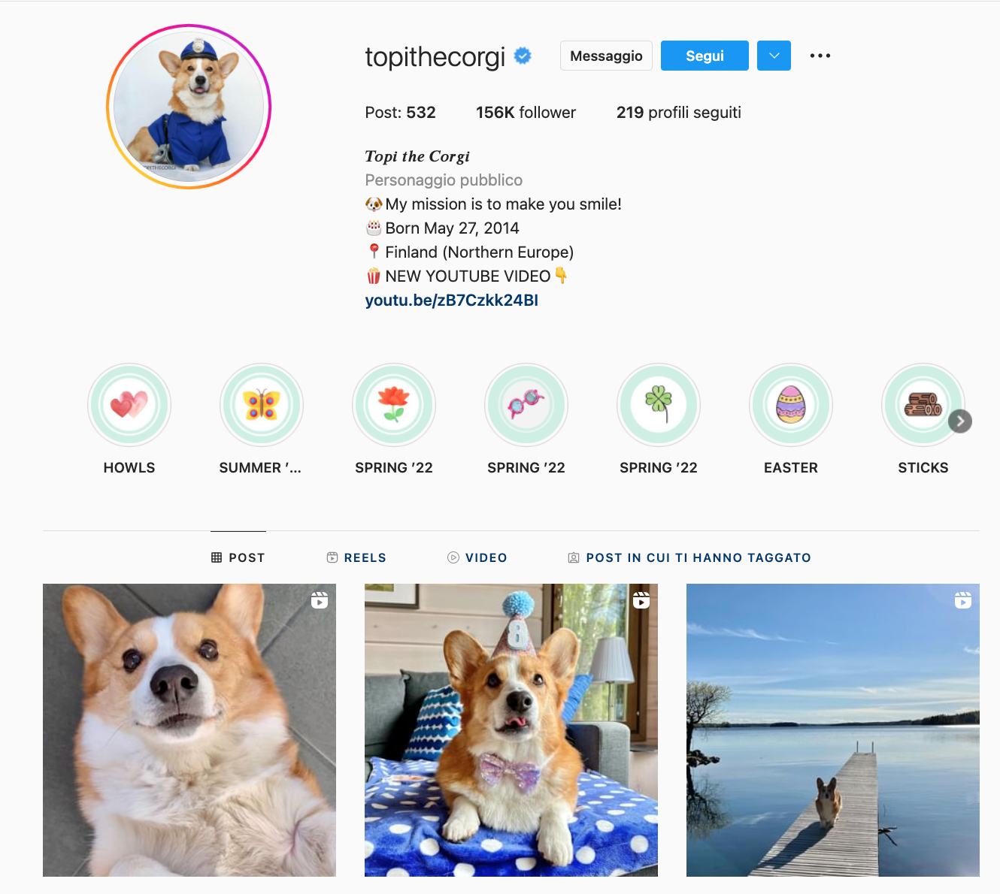 topithecorgi
Messaggio
Segui
Post: 532
156K follower
219 profili seguiti
Topi the Corgi
Personaggio pubblico
🐶My mission is to make you smile!
🎂Born May 27, 2014
📍Finland (Northern Europe)
🍿NEW YOUTUBE VIDEO👇
youtu.be/zB7Czkk24BI
TOPITHECORGI
HOWLS
SUMMER ’...
SPRING ’22
SPRING ’22
SPRING ’22
EASTER
STICKS
POST
REELS
VIDEO
POST IN CUI TI HANNO TAGGATO
8